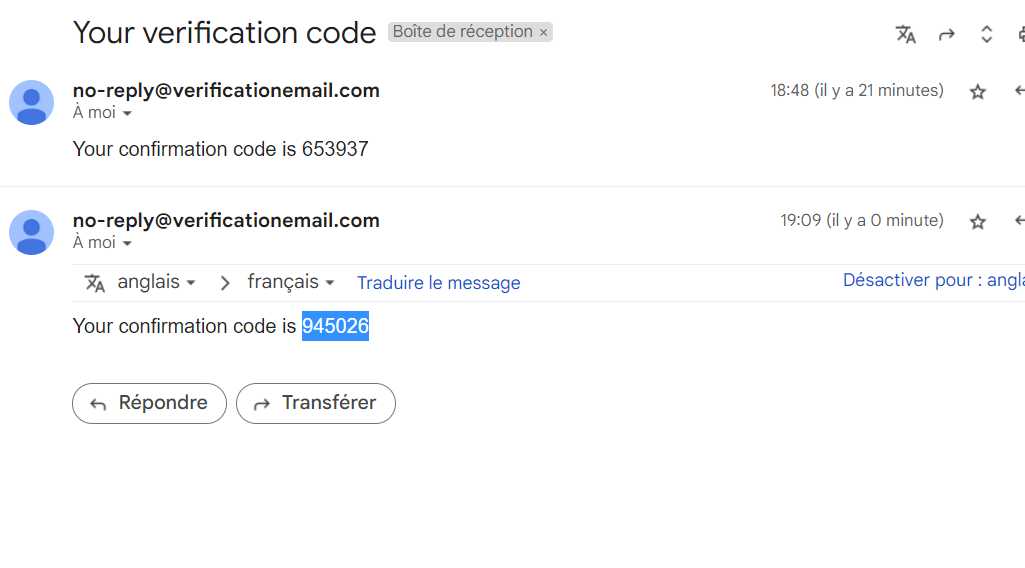 Your verification code Boîte de réception ×
no-reply@verificationemail.com 18:48 (il y a 21 minutes)
À moi
Your confirmation code is 653937
no-reply@verificationemail.com 19:09 (il y a 0 minute)
À moi
anglais > français Traduire le message Désactiver pour : angla
Your confirmation code is 945026
Répondre Transférer